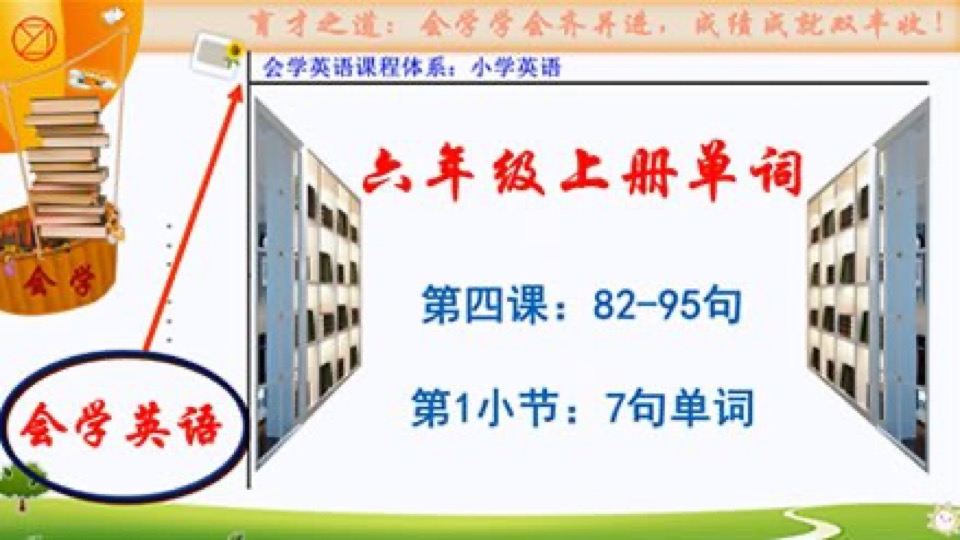 育才之道：会学学会齐并进，成绩成就双丰收！
会学英语课程体系：小学英语
六年级上册单词
第四课：82-95句
第1小节：7句单词
会学
会学英语